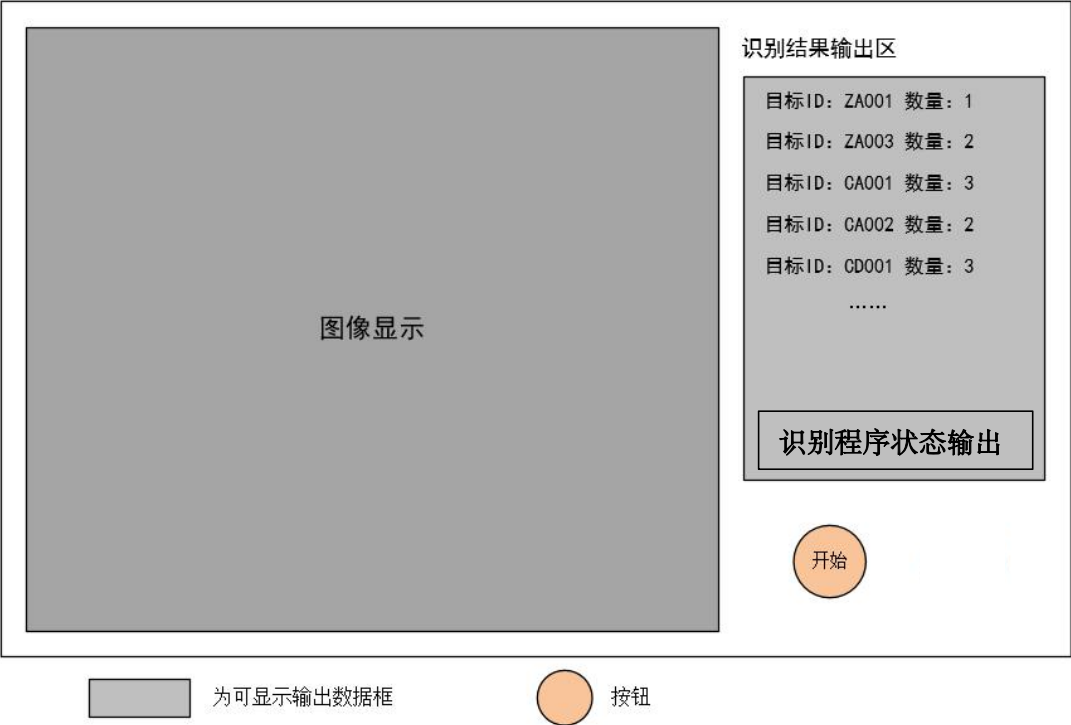 识别结果输出区
目标ID：ZA001 数量：1
目标ID：ZA003 数量：2
目标ID：CA001 数量：3
目标ID：CA002 数量：2
目标ID：CD001 数量：3
……
图像显示
识别程序状态输出
开始
为可显示输出数据框
按钮